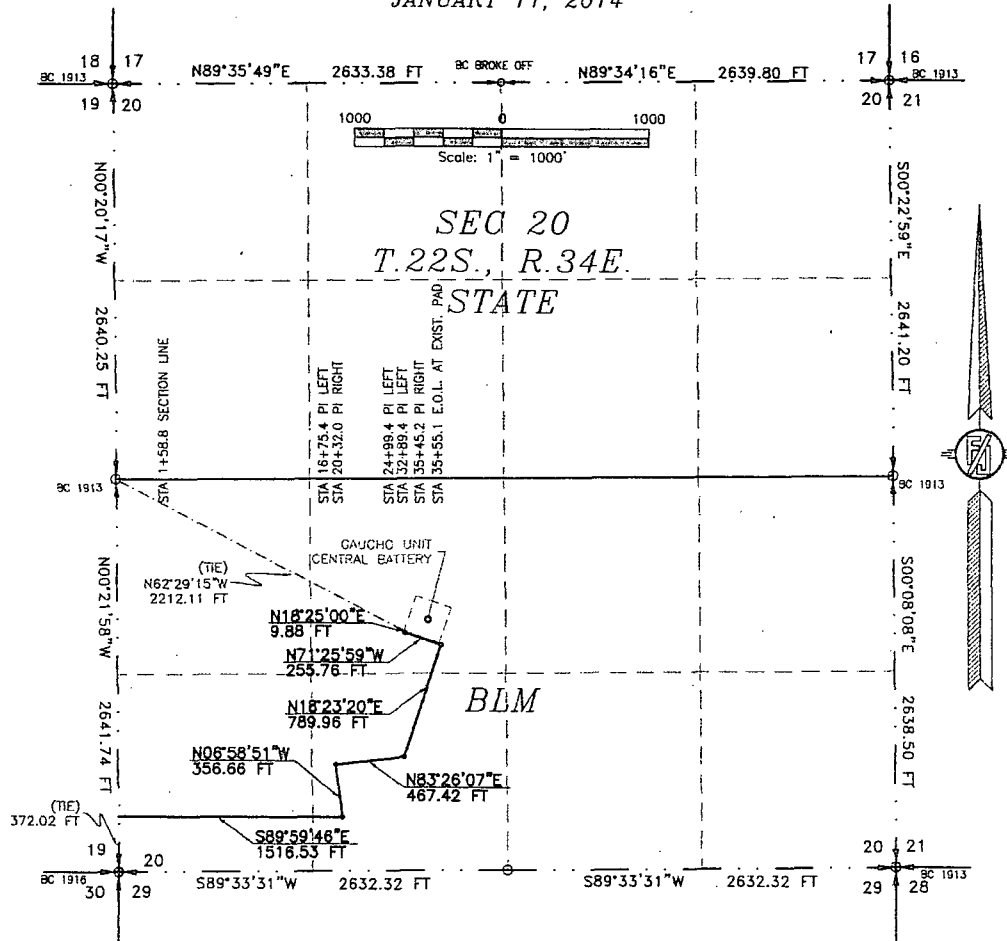 JANUARY 17, 2014
18 17
17 16
BC 1913
N89°35'49"E 2633.38 FT
BC BROKE OFF
N89°34'16"E 2639.80 FT
BC 1913
19 20
20 21
1000 0 1000
Scale: 1" = 1000'
N00°20'17"W
2640.25 FT
S00°22'59"E
2641.20 FT
SEC 20
T.22S., R.34E.
STATE
STA 1+58.8 SECTION LINE
STA 16+75.4 PI LEFT
STA 20+32.0 PI RIGHT
STA 24+99.4 PI LEFT
STA 32+89.4 PI LEFT
STA 35+45.2 PI RIGHT
STA 35+55.1 E.O.L. AT EXIST. PAD
BC 1913
BC 1913
GAUCHO UNIT
CENTRAL BATTERY
(TIE)
N62°29'15"W
2212.11 FT
N00°21'58"W
2641.74 FT
S00°08'08"E
2638.50 FT
N18°25'00"E
9.88 FT
N71°25'59"W
255.76 FT
N18°23'20"E
789.96 FT
BLM
N06°58'51"W
356.66 FT
N83°26'07"E
467.42 FT
(TIE)
372.02 FT
S89°59'46"E
1516.53 FT
19 20
20 21
BC 1916
S89°33'31"W 2632.32 FT
S89°33'31"W 2632.32 FT
BC 1913
30 29
29 28